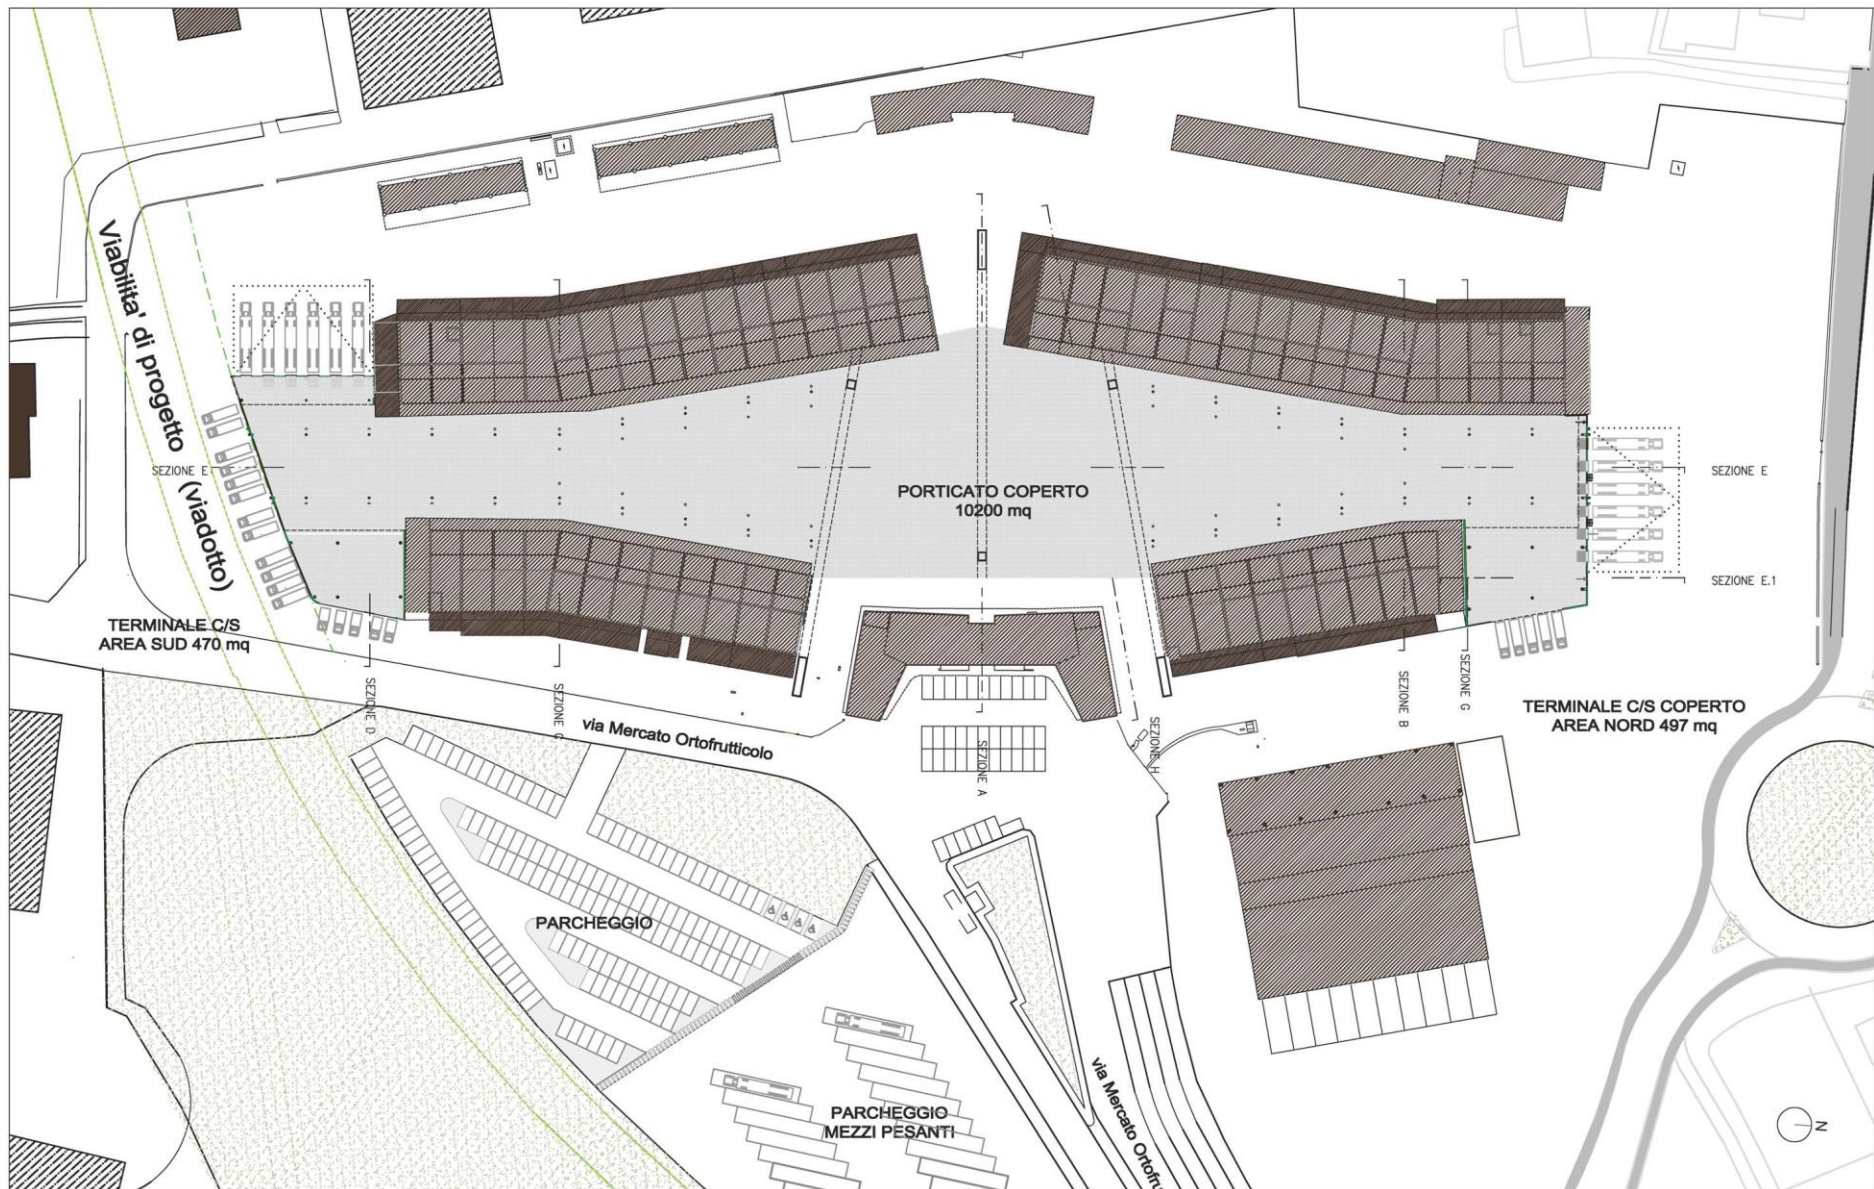 Viabilita' di progetto (viadotto)
SEZIONE E
SEZIONE E
PORTICATO COPERTO
10200 mq
SEZIONE E.1
TERMINALE C/S
AREA SUD 470 mq
SEZIONE D
SEZIONE C
SEZIONE B
SEZIONE G
TERMINALE C/S COPERTO
AREA NORD 497 mq
via Mercato Ortofrutticolo
SEZIONE A
SEZIONE H
PARCHEGGIO
via Mercato Ortofru
PARCHEGGIO
MEZZI PESANTI
N